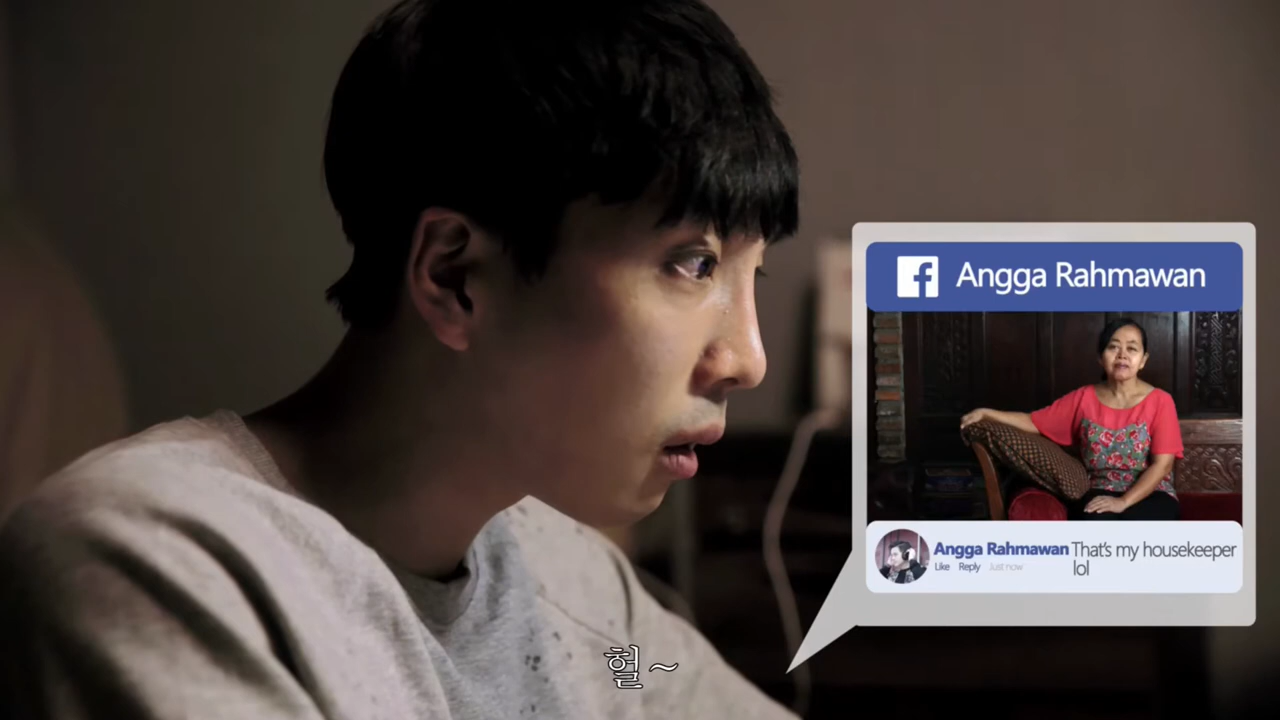 Angga Rahmawan
Angga Rahmawan That's my housekeeper
Like Reply Just now lol
헐~